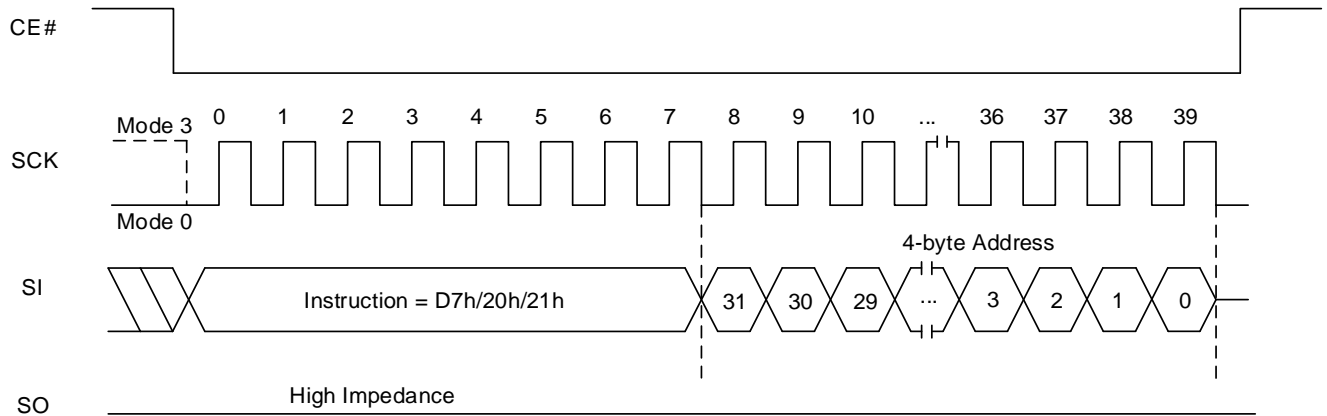 CE#
0 1 2 3 4 5 6 7 8 9 10 ... 36 37 38 39
Mode 3
SCK
Mode 0
4-byte Address
SI
Instruction = D7h/20h/21h 31 30 29 ... 3 2 1 0
High Impedance
SO